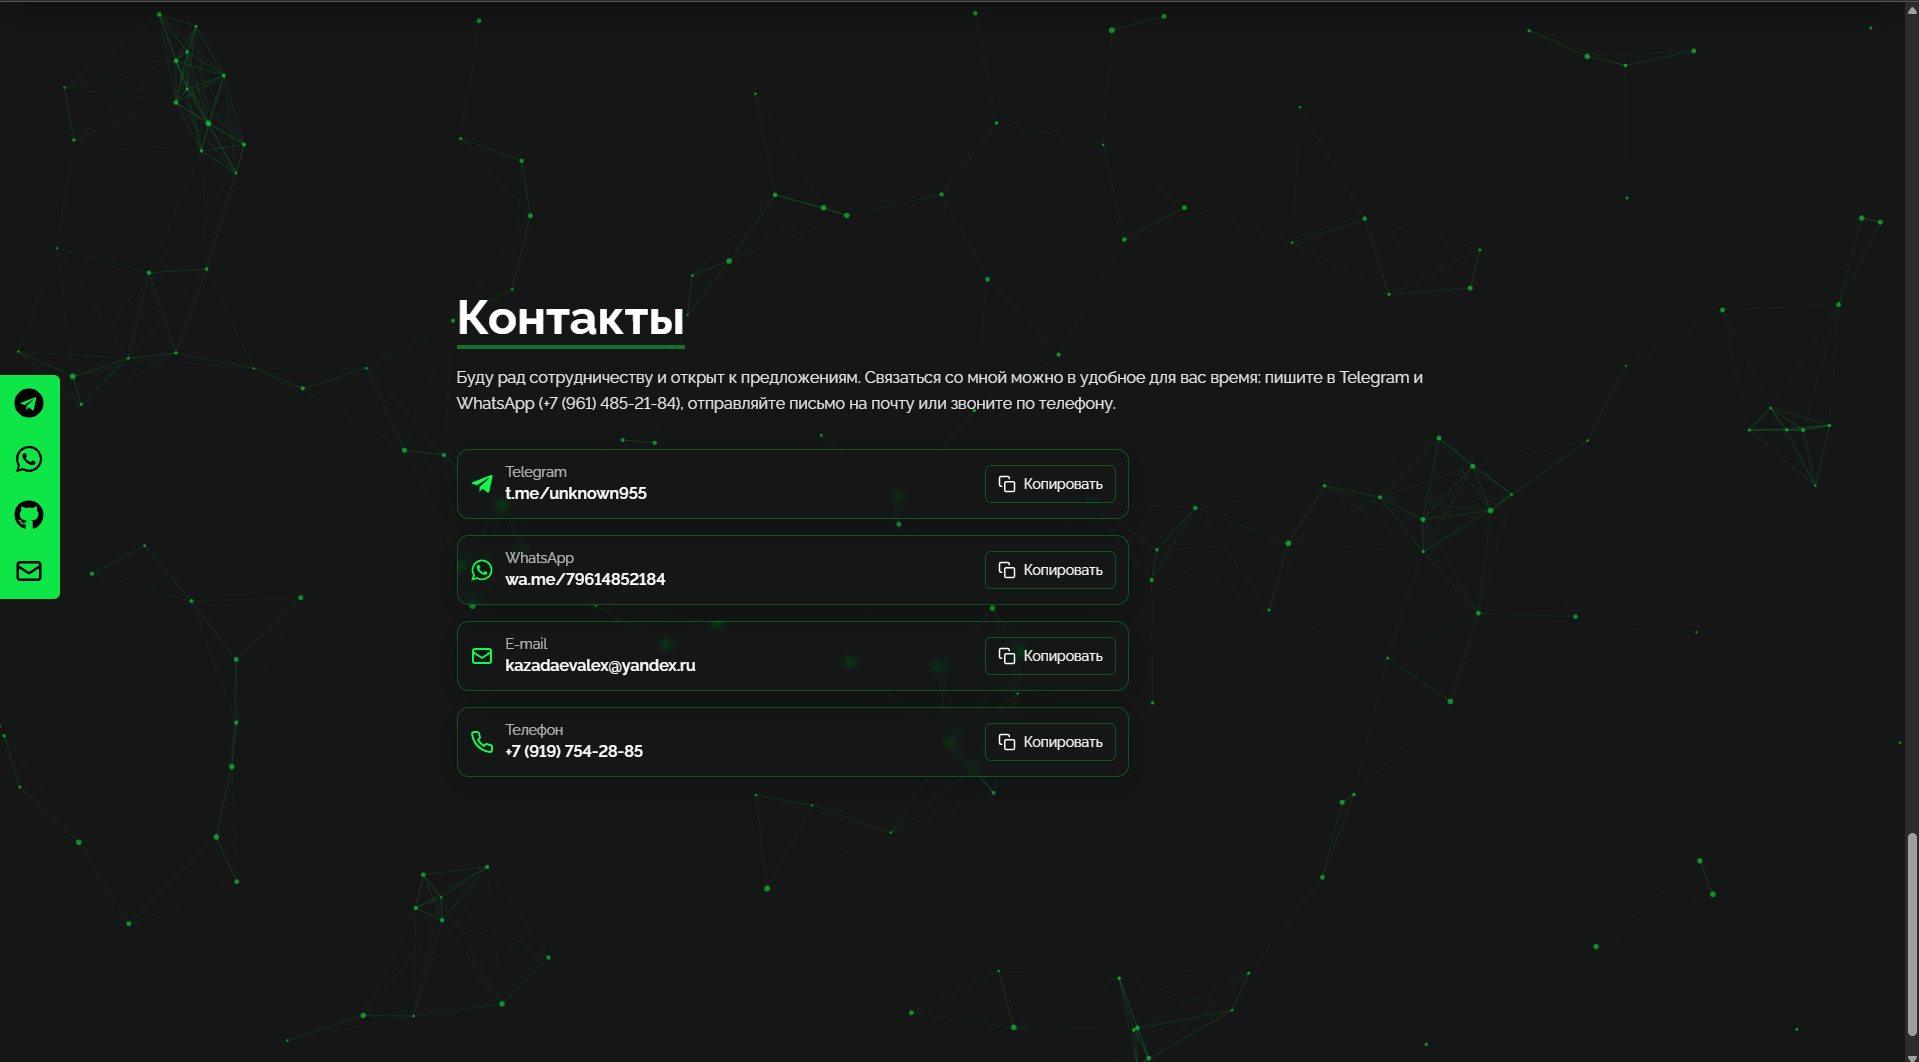 Контакты
Буду рад сотрудничеству и открыт к предложениям. Связаться со мной можно в удобное для вас время: пишите в Telegram и
WhatsApp (+7 (961) 485-21-84), отправляйте письмо на почту или звоните по телефону.
Telegram
t.me/unknown955
Копировать
WhatsApp
wa.me/79614852184
Копировать
E-mail
kazadaevalex@yandex.ru
Копировать
Телефон
+7 (919) 754-28-85
Копировать